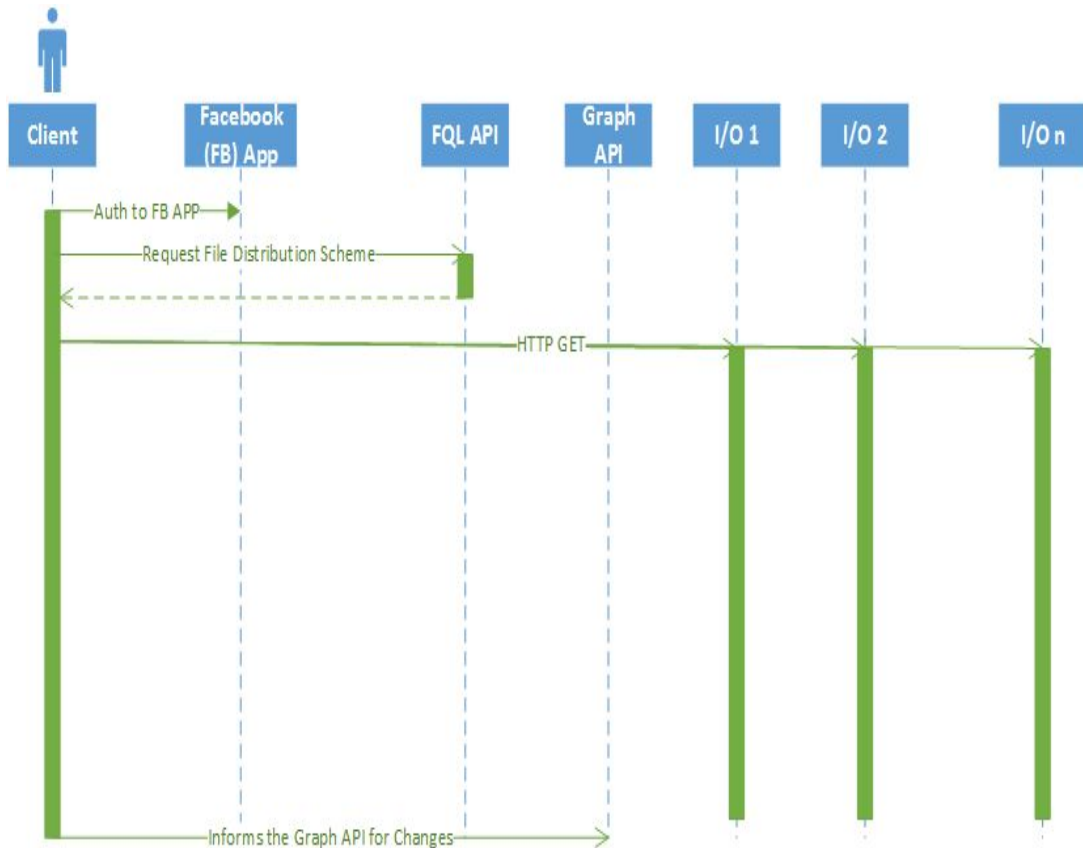 Client
Facebook
(FB) App
FQL API
Graph
API
I/O 1
I/O 2
I/O n
Auth to FB APP
Request File Distribution Scheme
HTTP GET
Informs the Graph API for Changes